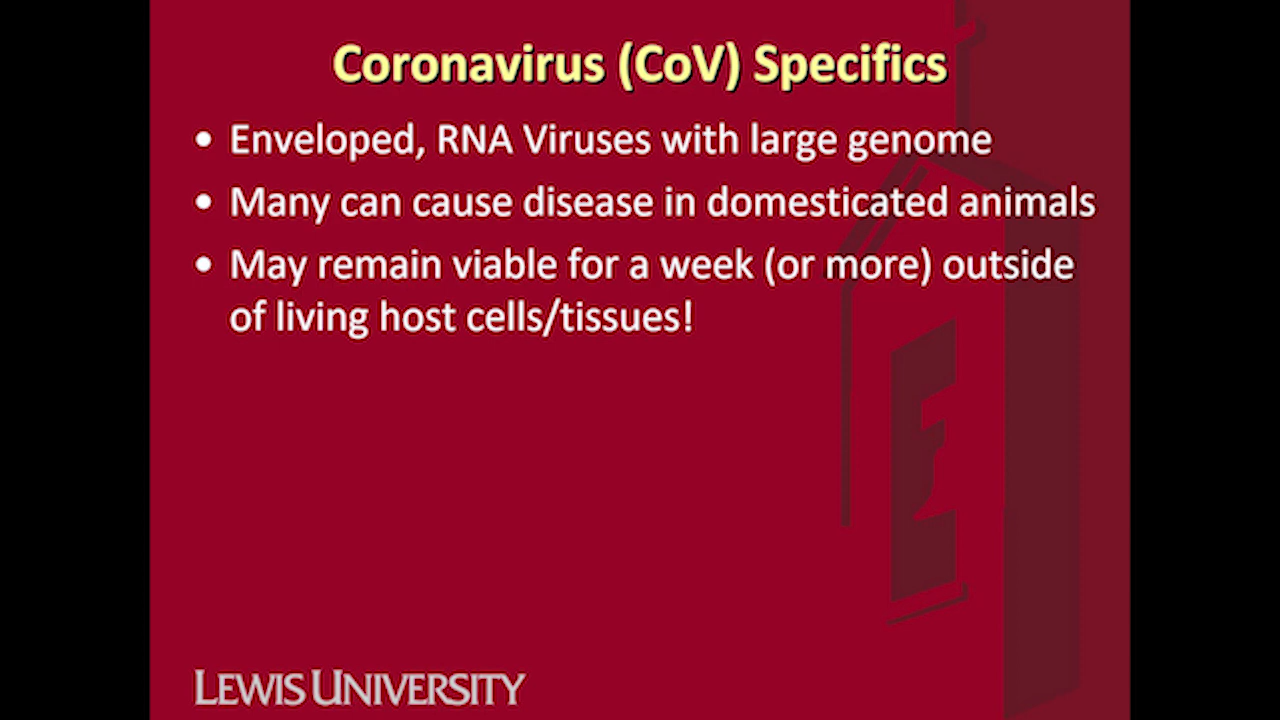 Coronavirus (CoV) Specifics
• Enveloped, RNA Viruses with large genome
• Many can cause disease in domesticated animals
• May remain viable for a week (or more) outside
of living host cells/tissues!
LEWIS UNIVERSITY